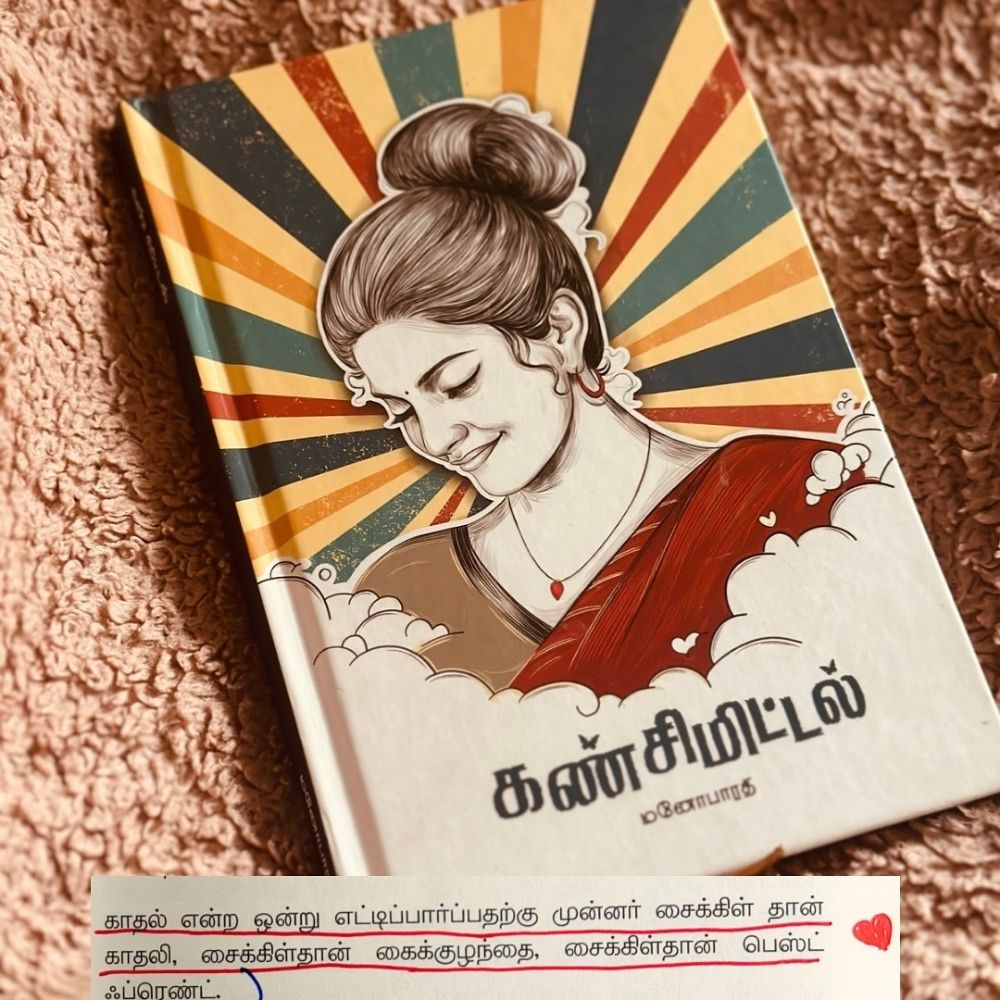 கண்சிமிட்டல்
மனோபாரதி
காதல் என்ற ஒன்று எட்டிப்பார்ப்பதற்கு முன்னர் சைக்கிள் தான்
காதலி, சைக்கிள்தான் கைக்குழந்தை, சைக்கிள்தான் பெஸ்ட்
ஃப்ரெண்ட்.